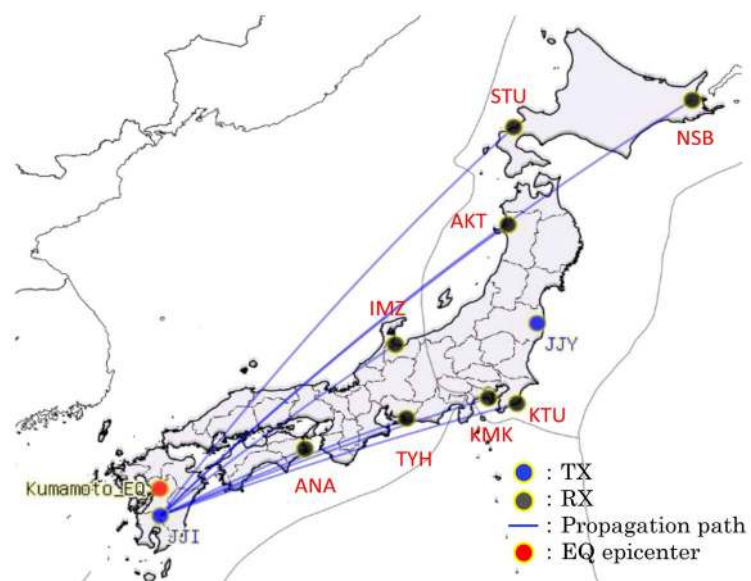 STU
NSB
AKT
IMZ
JJY
KTU
KMK
TYH
ANA
Kumamoto_EQ
JJI
: TX
: RX
: Propagation path
: EQ epicenter